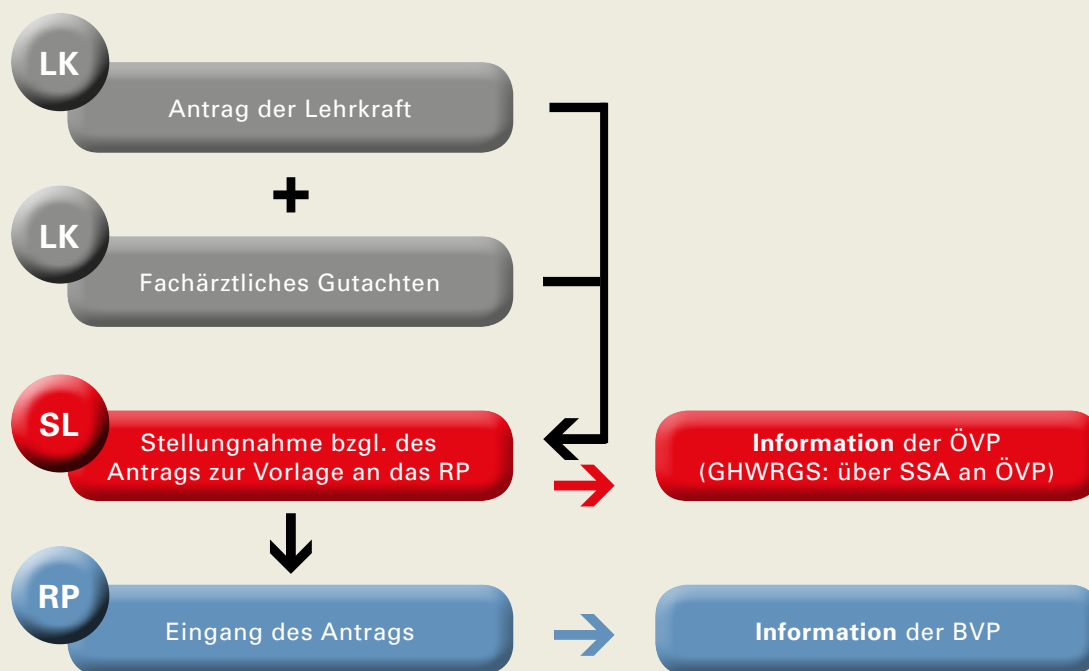 LK
Antrag der Lehrkraft
+
LK
Fachärztliches Gutachten
SL
Stellungnahme bzgl. des
Antrags zur Vorlage an das RP
Information der ÖVP
(GHWRGS: über SSA an ÖVP)
RP
Eingang des Antrags
Information der BVP